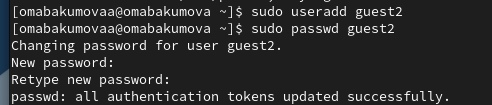 [omabakumovaa@omabakumova ~]$ sudo useradd guest2
[omabakumovaa@omabakumova ~]$ sudo passwd guest2
Changing password for user guest2.
New password:
Retype new password:
passwd: all authentication tokens updated successfully.